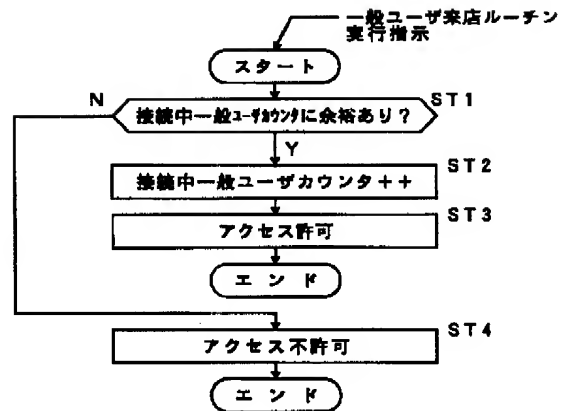 一般ユーザ来店ルーチン
実行指示
スタート
N
接続中一般ユーザカウンタに余裕あり?
ST1
Y
接続中一般ユーザカウンタ++
ST2
アクセス許可
ST3
エンド
アクセス不許可
ST4
エンド